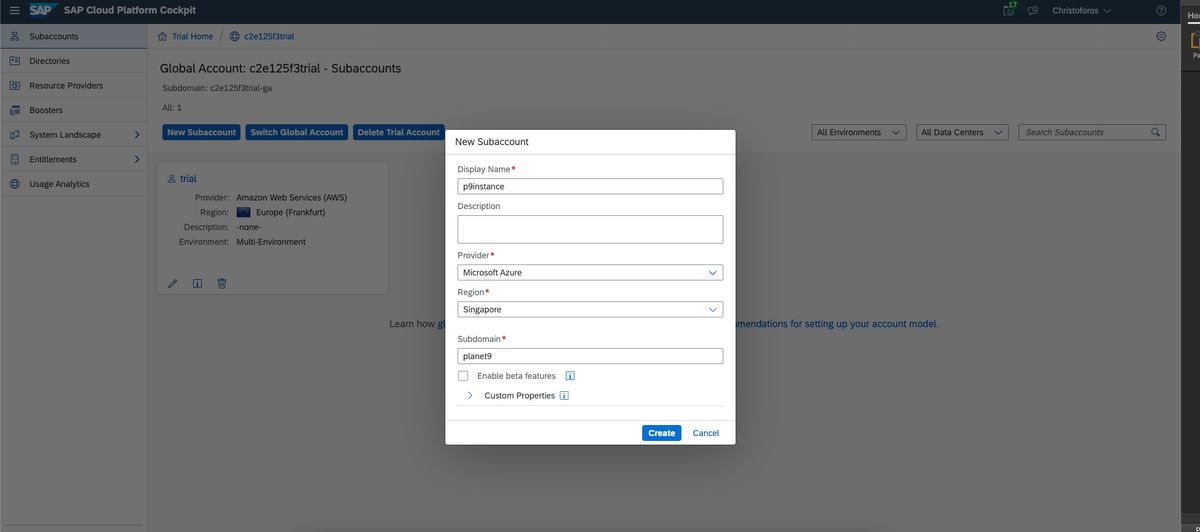 SAP SAP Cloud Platform Cockpit
17
Christoforos
Subaccounts
Directories
Resource Providers
Boosters
System Landscape
Entitlements
Usage Analytics
Trial Home / c2e125f3trial
Global Account: c2e125f3trial - Subaccounts
Subdomain: c2e125f3trial-ga
All: 1
New Subaccount Switch Global Account Delete Trial Account
All Environments All Data Centers Search Subaccounts
trial
Provider: Amazon Web Services (AWS)
Region: Europe (Frankfurt)
Description: -none-
Environment: Multi-Environment
Learn how
mendations for setting up your account model.
New Subaccount
Display Name*
p9instance
Description
Provider*
Microsoft Azure
Region*
Singapore
Subdomain*
planet9
Enable beta features
Custom Properties
Create Cancel